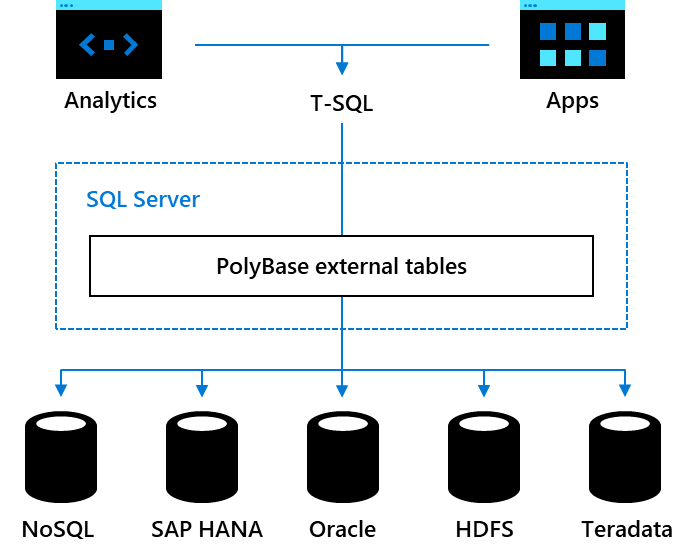 Analytics
T-SQL
Apps
SQL Server
PolyBase external tables
NoSQL
SAP HANA
Oracle
HDFS
Teradata